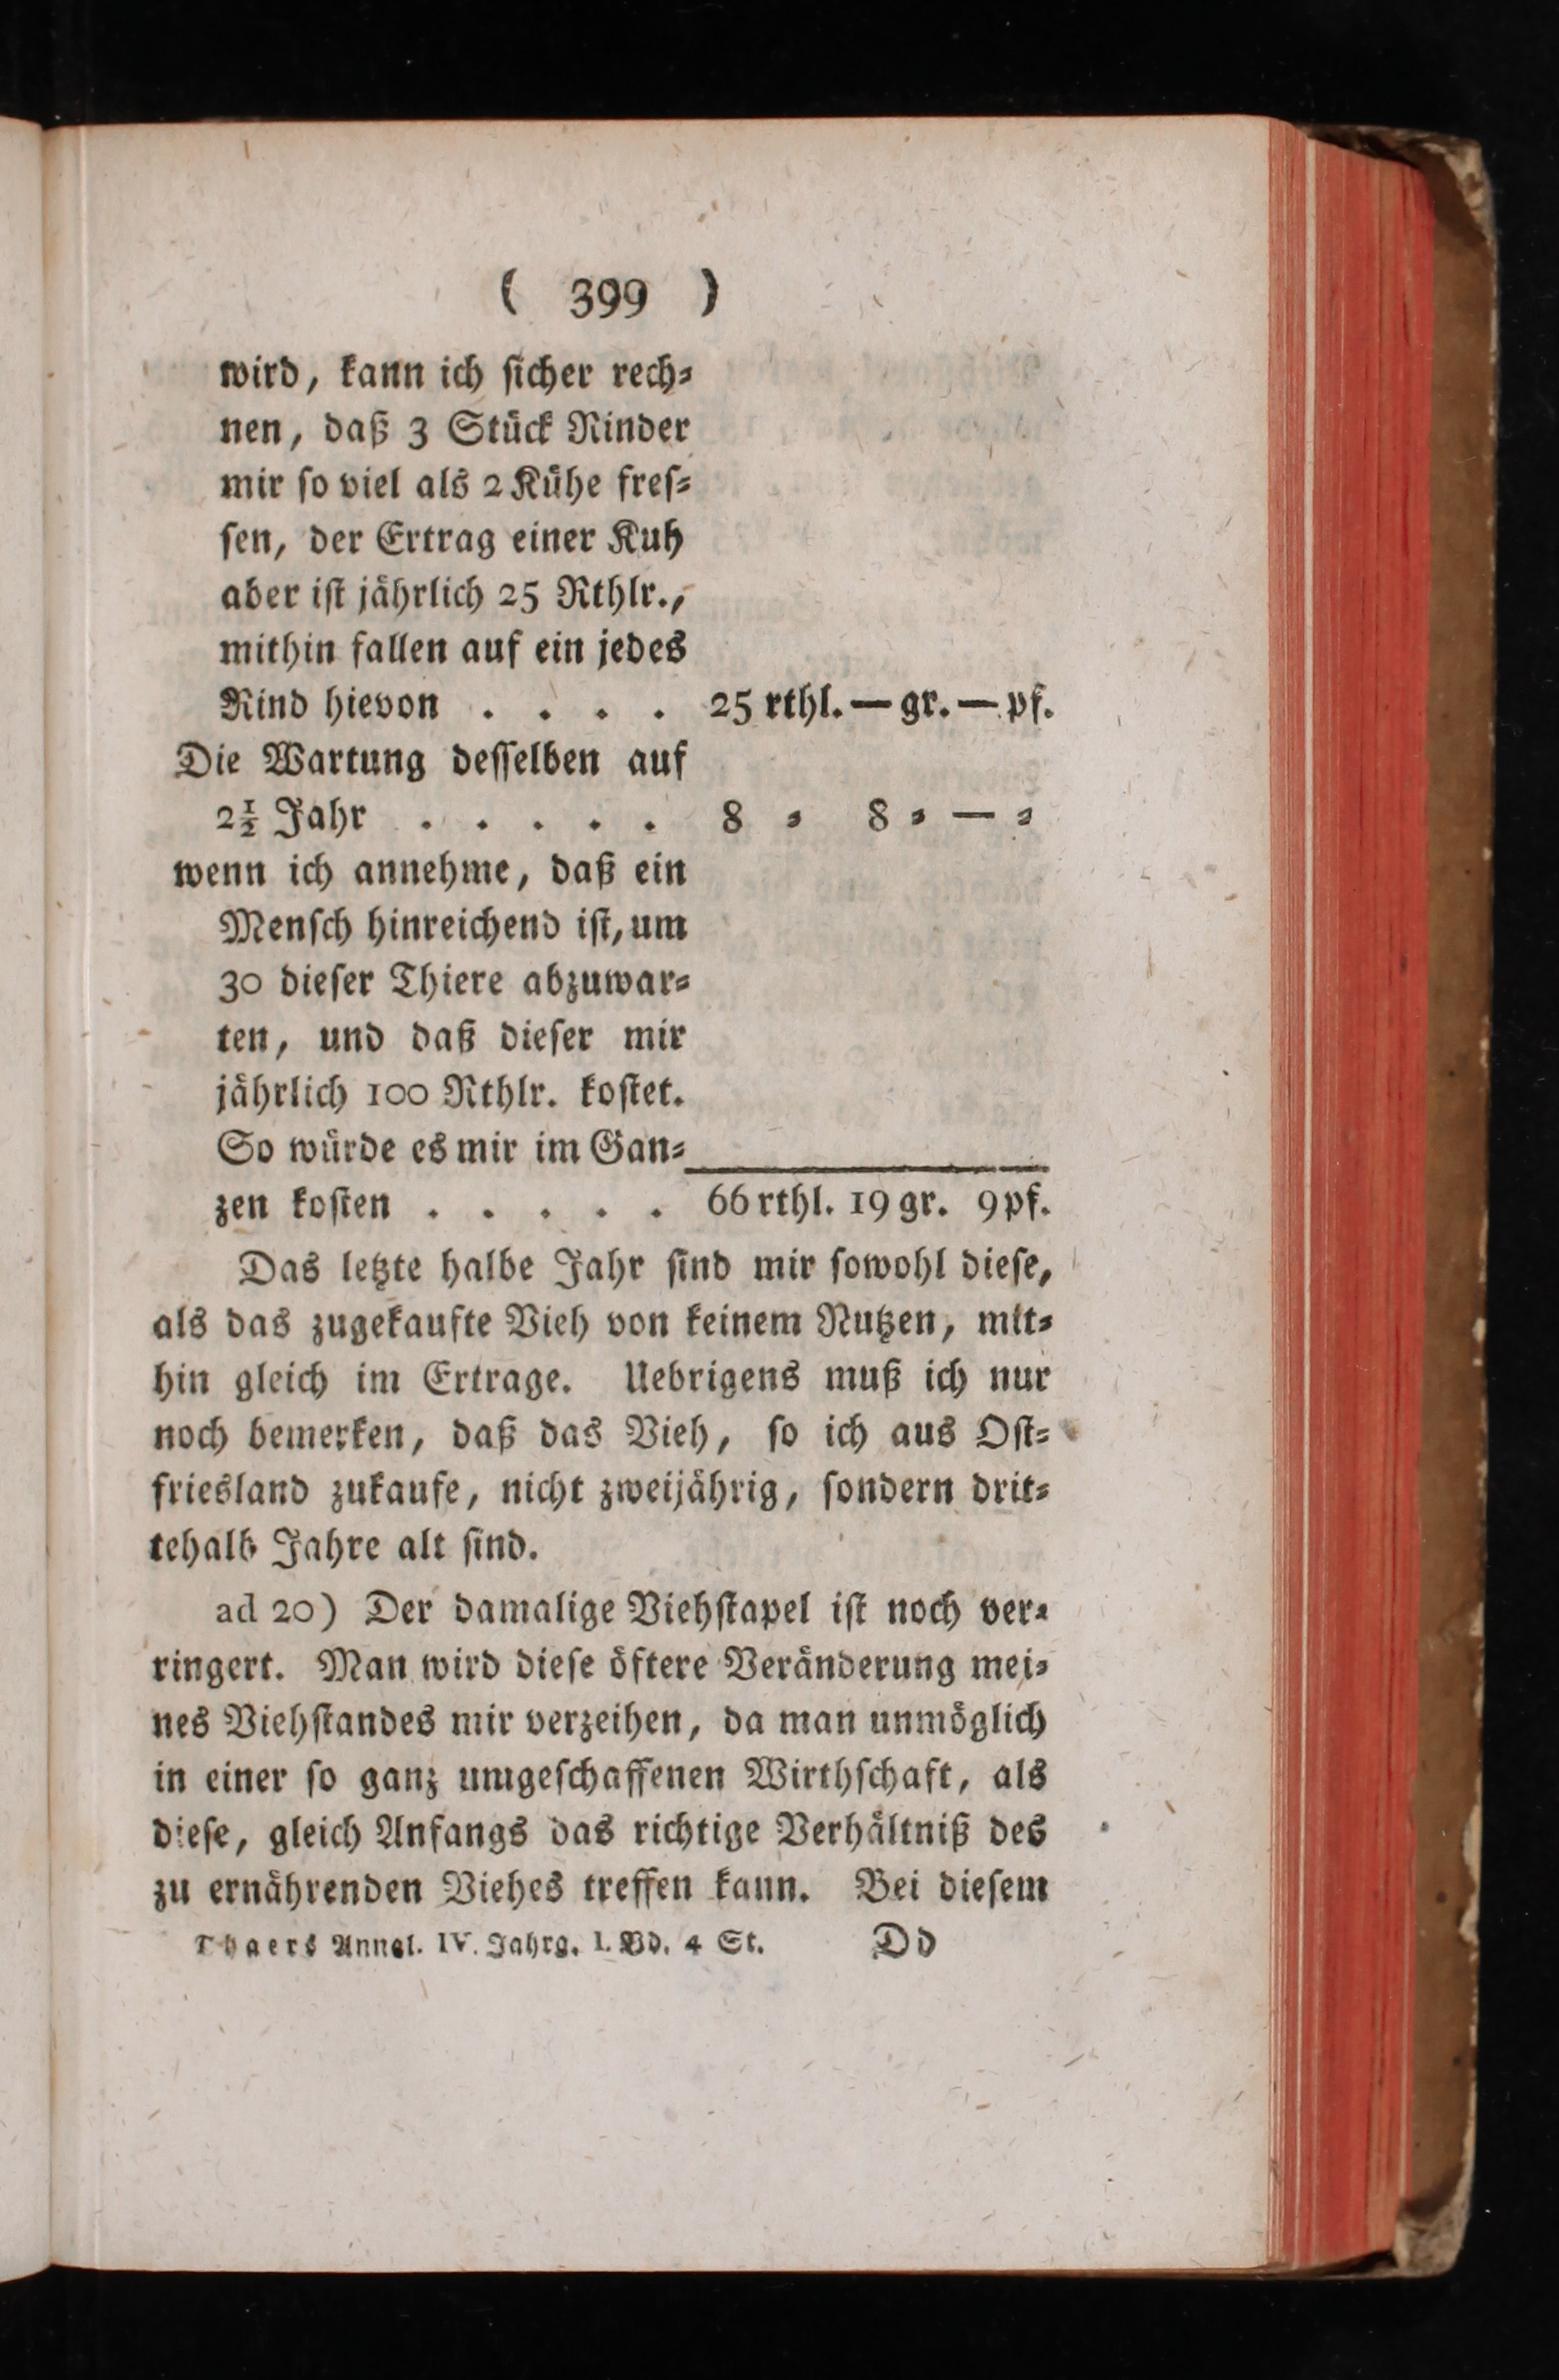 ( 399 )
wird, kann ich ſicher rech⸗
nen, daß 3 Stück Rinder
mir ſo viel als 2 Kühe freſ⸗
ſen, der Ertrag einer Kuh
aber iſt jährlich 25 Rthlr.,
mithin fallen auf ein jedes
Rind hievon . . . . 25 rthl. — gr. — pf.
Die Wartung deſſelben auf
2½ Jahr . . . . . 8 ⸗ 8 ⸗ — ⸗
wenn ich annehme, daß ein
Menſch hinreichend iſt, um
30 dieſer Thiere abzuwar⸗
ten, und daß dieſer mir
jährlich 100 Rthlr. koſtet.
So würde es mir im Gan⸗
zen koſten . . . . . 66 rthl. 19 gr. 9 pf.
Das letzte halbe Jahr ſind mir ſowohl dieſe,
als das zugekaufte Vieh von keinem Nutzen, mit⸗
hin gleich im Ertrage. Uebrigens muß ich nur
noch bemerken, daß das Vieh, ſo ich aus Oſt⸗
friesland zukaufe, nicht zweijährig, ſondern drit⸗
tehalb Jahre alt ſind.
ad 20) Der damalige Viehſtapel iſt noch ver⸗
ringert. Man wird dieſe öftere Veränderung mei⸗
nes Viehſtandes mir verzeihen, da man unmöglich
in einer ſo ganz umgeſchaffenen Wirthſchaft, als
dieſe, gleich Anfangs das richtige Verhältniß des
zu ernährenden Viehes treffen kann. Bei dieſem
Thaers Annal. IV. Jahrg. I. Bd. 4 St. Dd